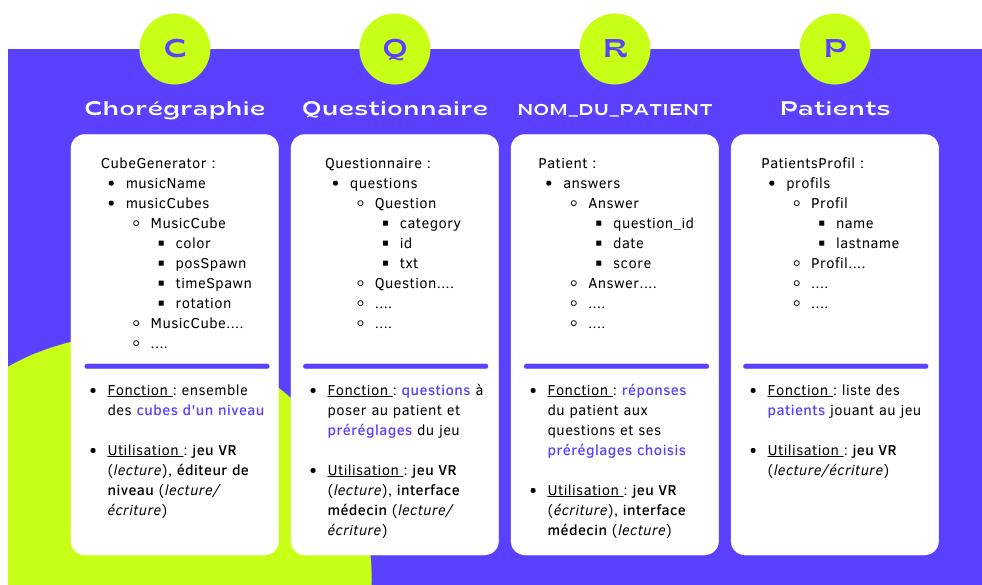 C
Chorégraphie
CubeGenerator :
• musicName
• musicCubes
◦ MusicCube
▪ color
▪ posSpawn
▪ timeSpawn
▪ rotation
◦ MusicCube....
◦ ....
• Fonction : ensemble
des cubes d'un niveau
• Utilisation : jeu VR
(lecture), éditeur de
niveau (lecture/
écriture)
Q
Questionnaire
Questionnaire :
• questions
◦ Question
▪ category
▪ id
▪ txt
◦ Question....
◦ ....
◦ ....
• Fonction : questions à
poser au patient et
préréglages du jeu
• Utilisation : jeu VR
(lecture), interface
médecin (lecture/
écriture)
R
NOM_DU_PATIENT
Patient :
• answers
◦ Answer
▪ question_id
▪ date
▪ score
◦ Answer....
◦ ....
◦ ....
• Fonction : réponses
du patient aux
questions et ses
préréglages choisis
• Utilisation : jeu VR
(écriture), interface
médecin (lecture)
P
Patients
PatientsProfil :
• profils
◦ Profil
▪ name
▪ lastname
◦ Profil....
◦ ....
◦ ....
• Fonction : liste des
patients jouant au jeu
• Utilisation : jeu VR
(lecture/écriture)